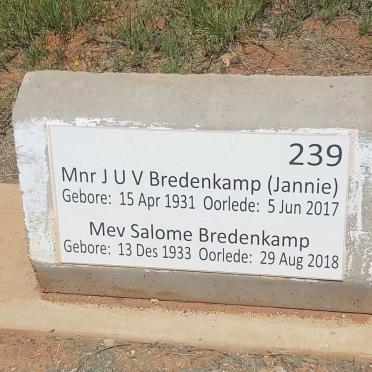 239
Mnr J U V Bredenkamp (Jannie)
Gebore: 15 Apr 1931 Oorlede: 5 Jun 2017
Mev Salome Bredenkamp
Gebore: 13 Des 1933 Oorlede: 29 Aug 2018